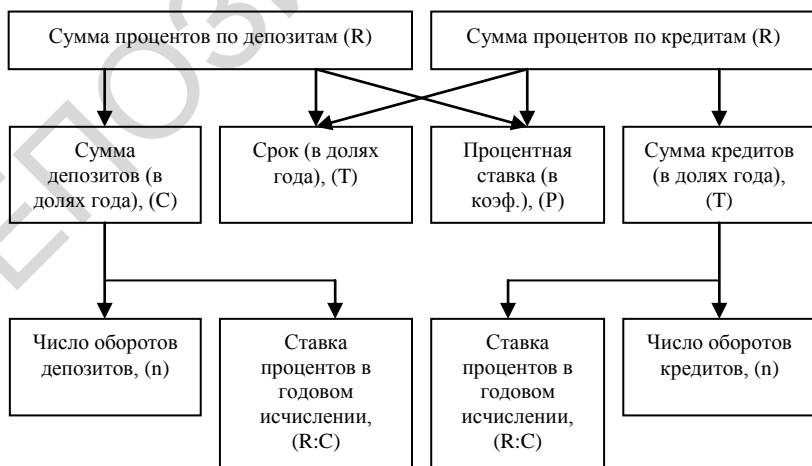 Сумма процентов по депозитам (R)
Сумма процентов по кредитам (R)
Сумма
депозитов (в
долях года), (C)
Срок (в долях
года), (T)
Процентная
ставка (в
коэф.), (P)
Сумма кредитов
(в долях года),
(T)
Число оборотов
депозитов, (n)
Ставка
процентов в
годовом
исчислении,
(R:C)
Ставка
процентов в
годовом
исчислении,
(R:C)
Число оборотов
кредитов, (n)
ЕПОЗ